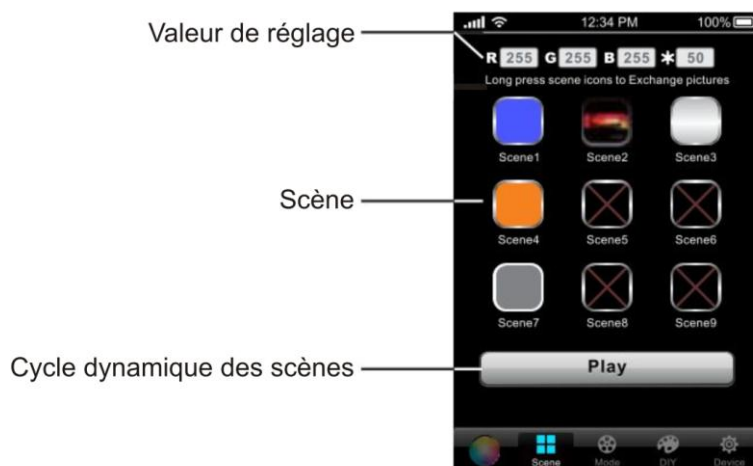 Valeur de réglage
12:34 PM 100%
R 255 G 255 B 255 * 50
Long press scene icons to Exchange pictures
Scene1 Scene2 Scene3
Scène
Scene4 Scene5 Scene6
Scene7 Scene8 Scene9
Cycle dynamique des scènes
Play
Scene Mode DIY Device